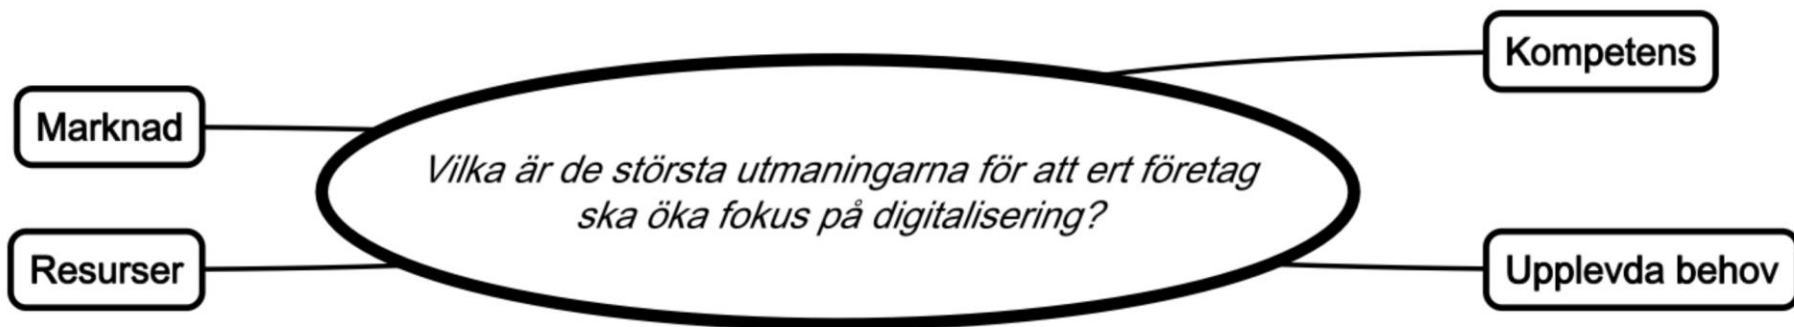 Kompetens
Marknad
Vilka är de största utmaningarna för att ert företag
ska öka fokus på digitalisering?
Resurser
Upplevda behov